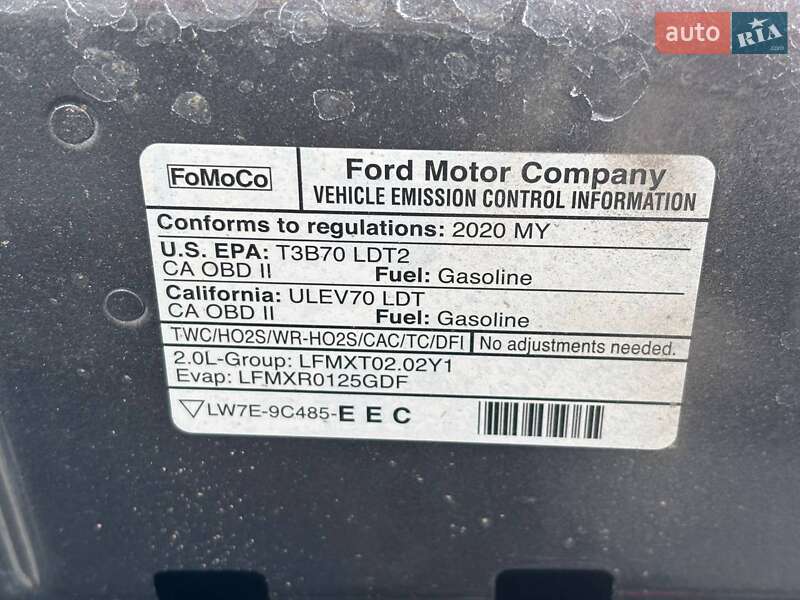 auto RIA.com
FoMoCo
Ford Motor Company
VEHICLE EMISSION CONTROL INFORMATION
Conforms to regulations: 2020 MY
U.S. EPA: T3B70 LDT2
CA OBD II Fuel: Gasoline
California: ULEV70 LDT
CA OBD II Fuel: Gasoline
TWC/HO2S/WR-HO2S/CAC/TC/DFI No adjustments needed.
2.0L-Group: LFMXT02.02Y1
Evap: LFMXR0125GDF
LW7E-9C485-E E C